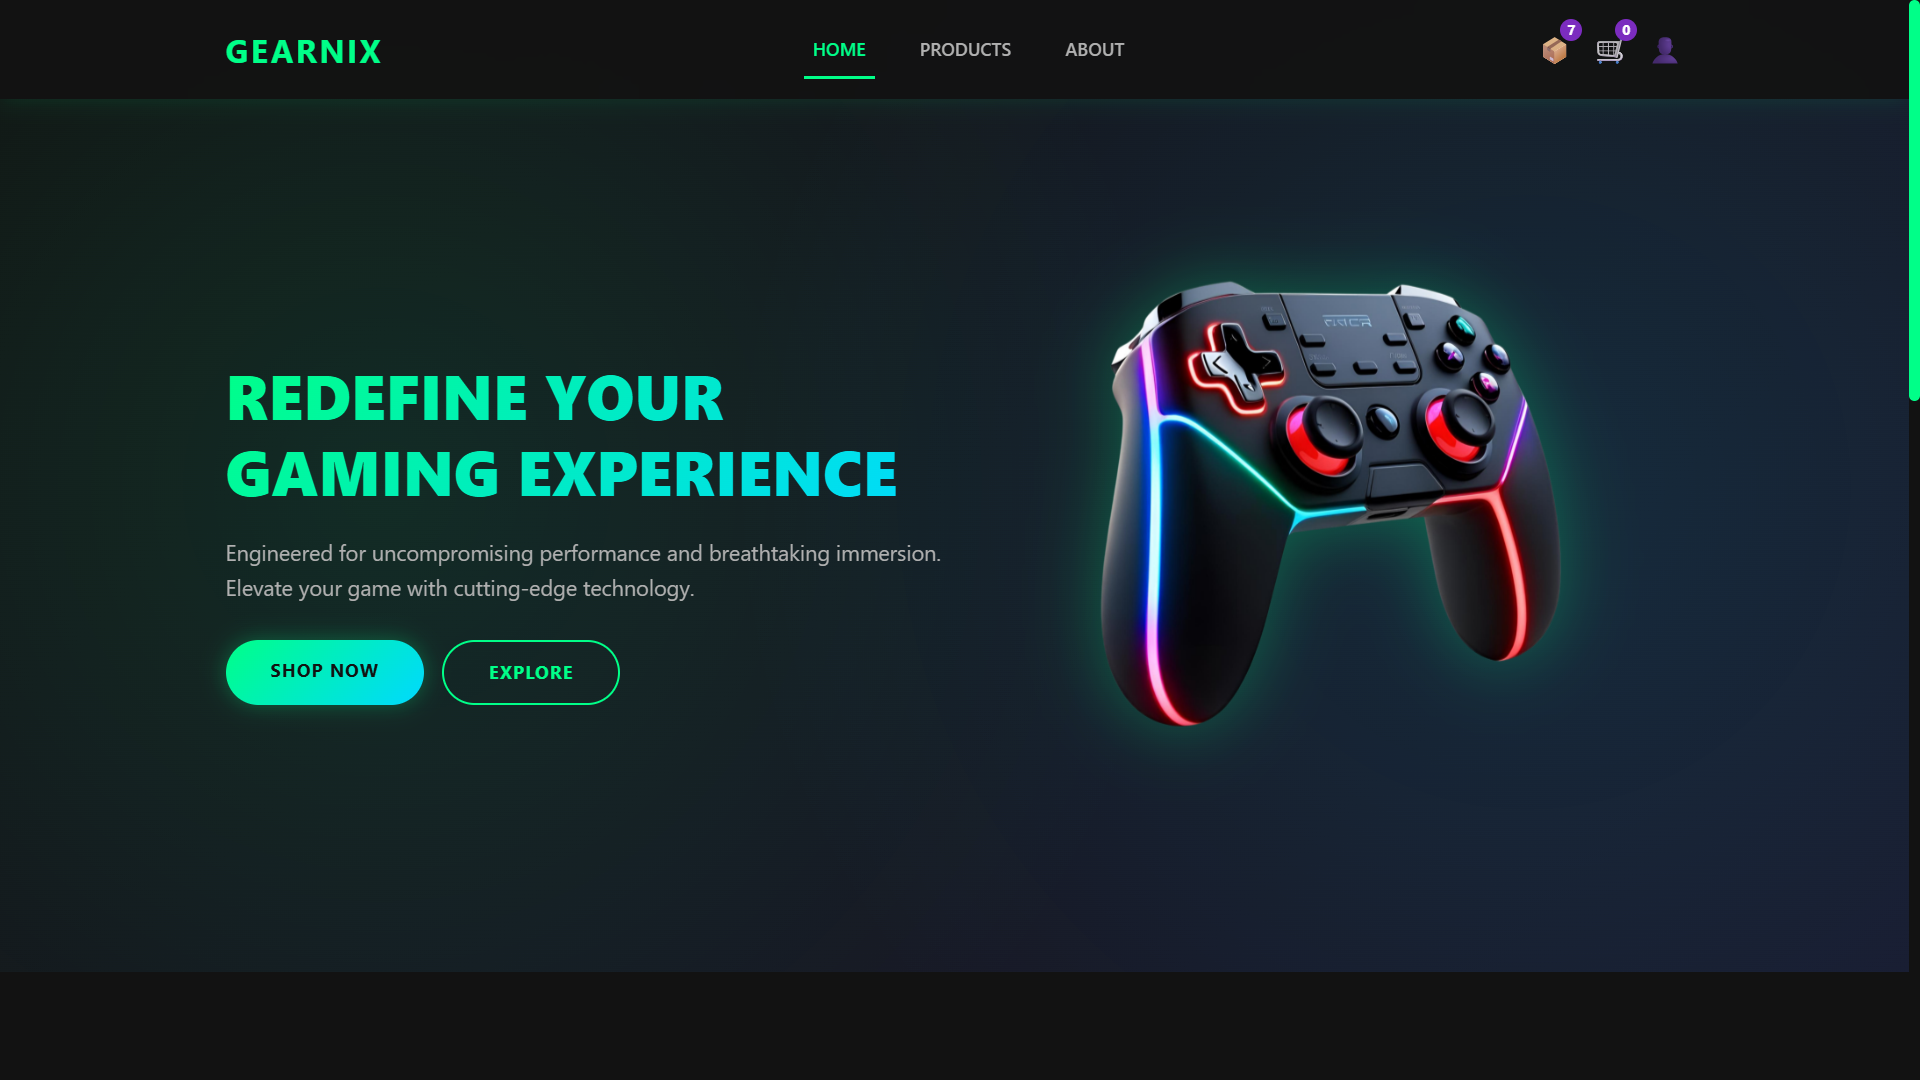 GEARNIX
HOME
PRODUCTS
ABOUT
7
0
REDEFINE YOUR
GAMING EXPERIENCE
Engineered for uncompromising performance and breathtaking immersion.
Elevate your game with cutting-edge technology.
SHOP NOW
EXPLORE